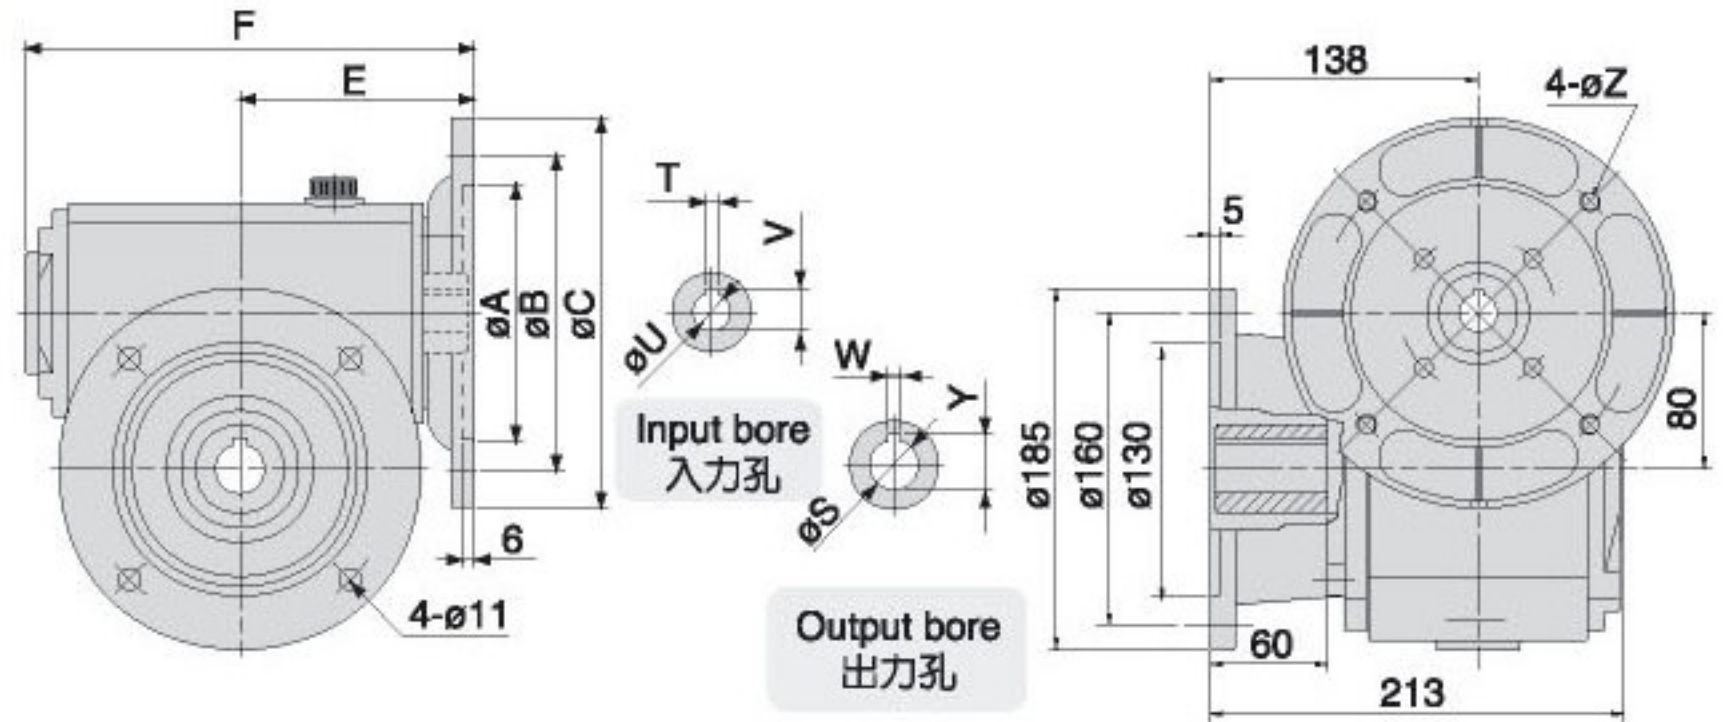 F
E
T
V
øU
øA
øB
øC
Input bore
入力孔
W
Y
øS
6
4-ø11
Output bore
出力孔
138
4-øZ
5
ø185
ø160
ø130
80
60
213